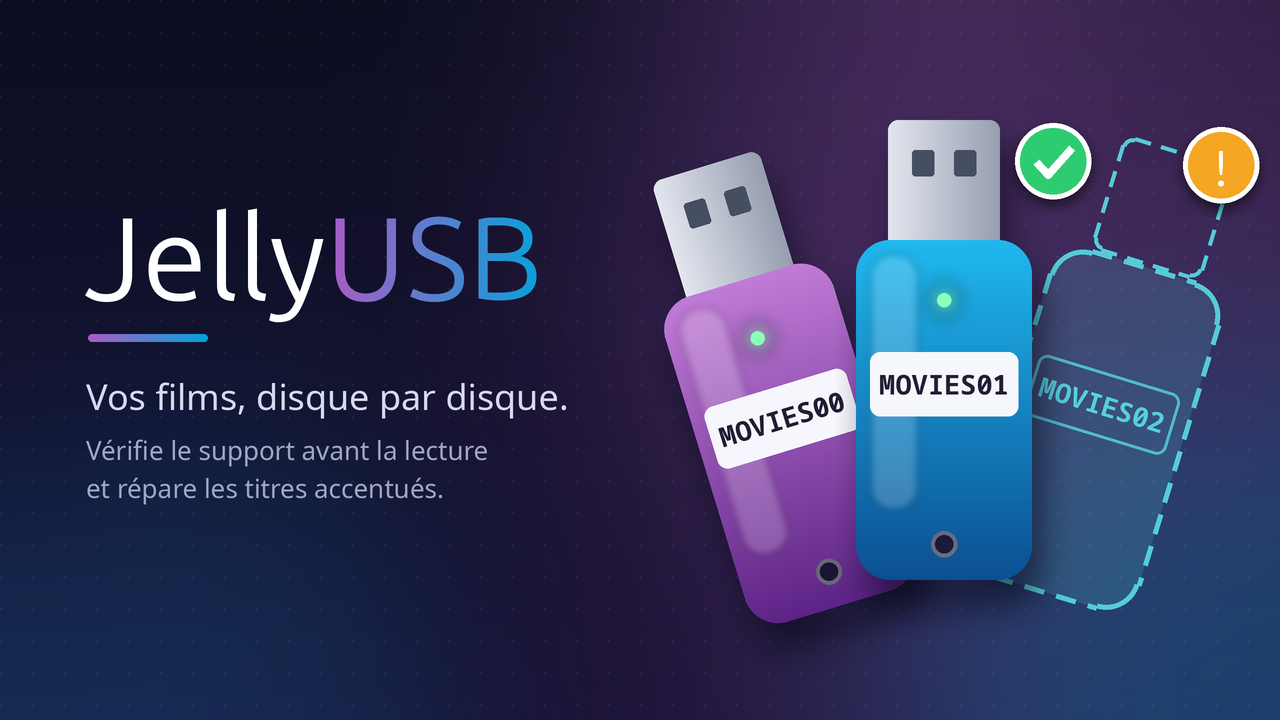 JellyUSB
Vos films, disque par disque.
Vérifie le support avant la lecture
et répare les titres accentués.
MOVIES00
MOVIES01
MOVIES02
!